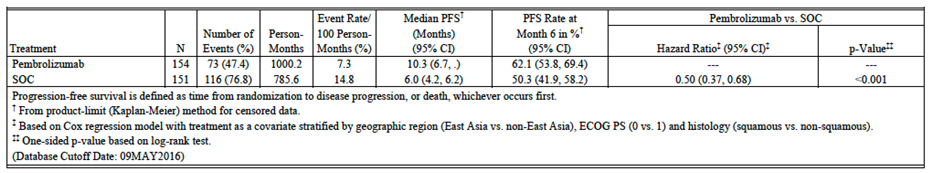 Treatment | N | Number of Events (%) | Person-Months | Event Rate/ 100 Person-Months (%) | Median PFS† (Months) (95% CI) | PFS Rate at Month 6 in %† (95% CI) | Pembrolizumab vs. SOC | Hazard Ratio‡ (95% CI)‡ | p-Value‡‡
Pembrolizumab | 154 | 73 (47.4) | 1000.2 | 7.3 | 10.3 (6.7, .) | 62.1 (53.8, 69.4) | --- | ---
SOC | 151 | 116 (76.8) | 785.6 | 14.8 | 6.0 (4.2, 6.2) | 50.3 (41.9, 58.2) | 0.50 (0.37, 0.68) | <0.001
Progression-free survival is defined as time from randomization to disease progression, or death, whichever occurs first.
† From product-limit (Kaplan-Meier) method for censored data.
‡ Based on Cox regression model with treatment as a covariate stratified by geographic region (East Asia vs. non-East Asia), ECOG PS (0 vs. 1) and histology (squamous vs. non-squamous).
‡‡ One-sided p-value based on log-rank test.
(Database Cutoff Date: 09MAY2016)